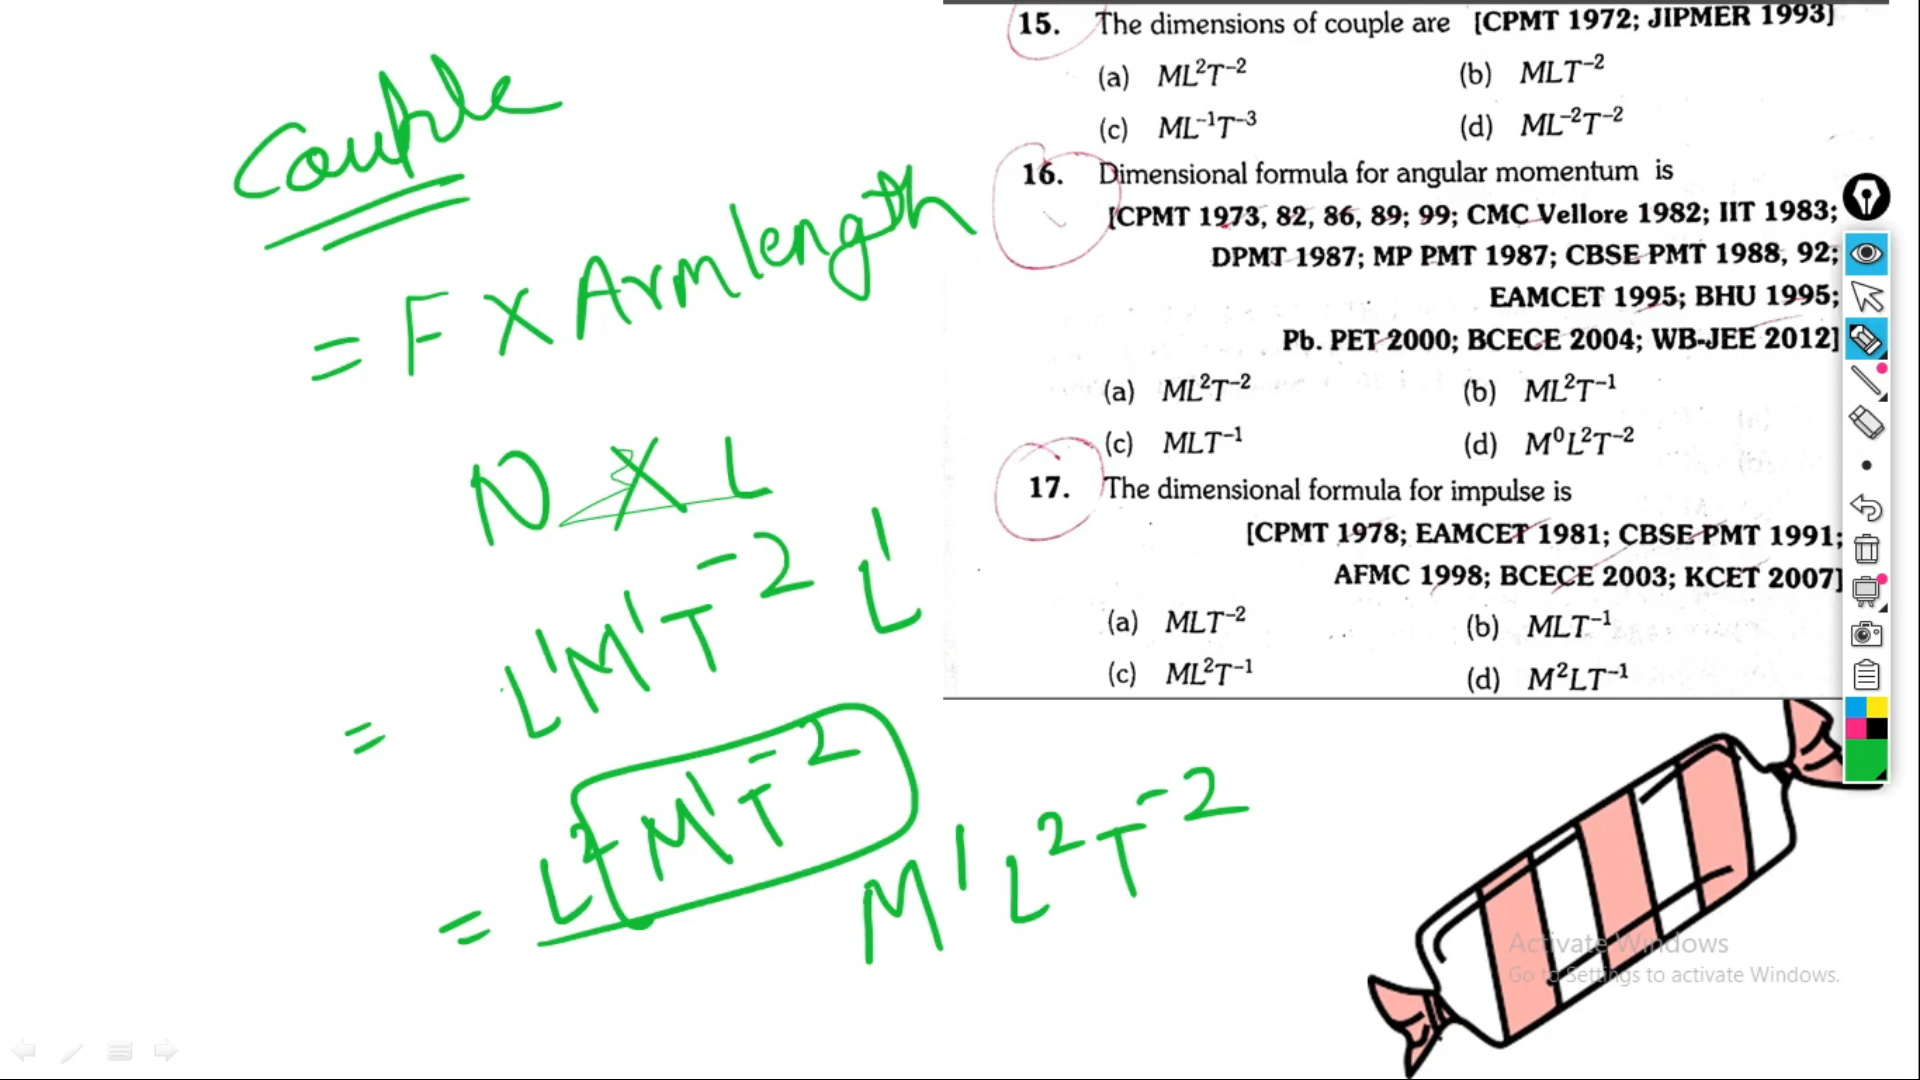 Couple
= F X Arm length
N X L
= L¹M¹T⁻² L¹
= L² M¹T⁻²
M¹L²T⁻²
15. The dimensions of couple are [CPMT 1972; JIPMER 1993]
(a) ML²T⁻² (b) MLT⁻²
(c) ML⁻¹T⁻³ (d) ML⁻²T⁻²
16. Dimensional formula for angular momentum is
[CPMT 1973, 82, 86, 89; 99; CMC Vellore 1982; IIT 1983;
DPMT 1987; MP PMT 1987; CBSE PMT 1988, 92;
EAMCET 1995; BHU 1995;
Pb. PET 2000; BCECE 2004; WB-JEE 2012]
(a) ML²T⁻² (b) ML²T⁻¹
(c) MLT⁻¹ (d) M⁰L²T⁻²
17. The dimensional formula for impulse is
[CPMT 1978; EAMCET 1981; CBSE PMT 1991;
AFMC 1998; BCECE 2003; KCET 2007]
(a) MLT⁻² (b) MLT⁻¹
(c) ML²T⁻¹ (d) M²LT⁻¹
Activate Windows
Go to Settings to activate Windows.